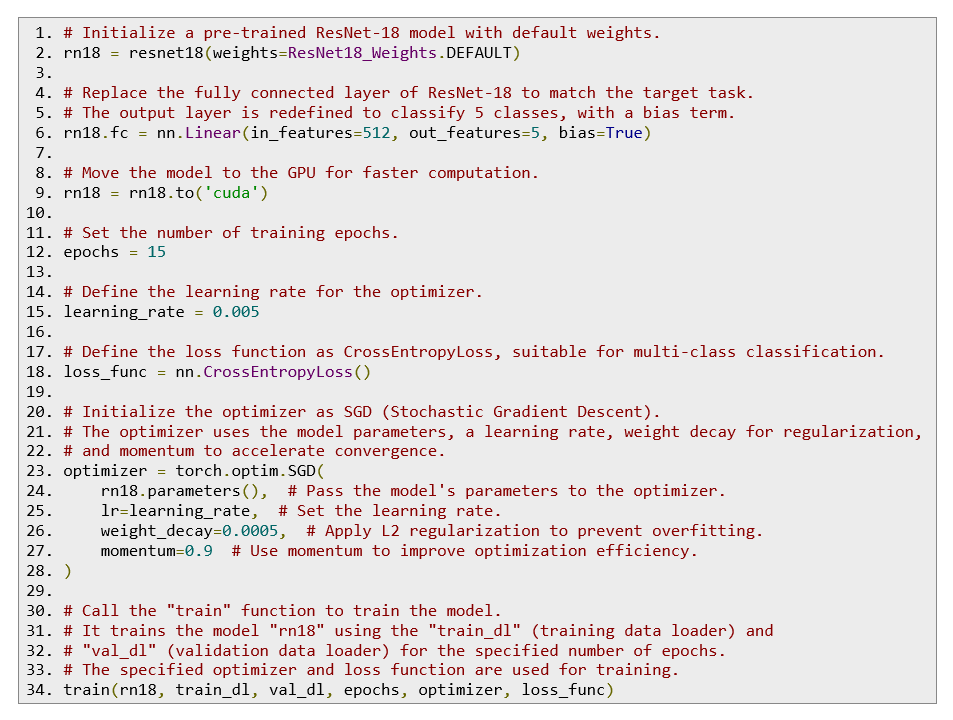 1. # Initialize a pre-trained ResNet-18 model with default weights.
2. rn18 = resnet18(weights=ResNet18_Weights.DEFAULT)
3.
4. # Replace the fully connected layer of ResNet-18 to match the target task.
5. # The output layer is redefined to classify 5 classes, with a bias term.
6. rn18.fc = nn.Linear(in_features=512, out_features=5, bias=True)
7.
8. # Move the model to the GPU for faster computation.
9. rn18 = rn18.to('cuda')
10.
11. # Set the number of training epochs.
12. epochs = 15
13.
14. # Define the learning rate for the optimizer.
15. learning_rate = 0.005
16.
17. # Define the loss function as CrossEntropyLoss, suitable for multi-class classification.
18. loss_func = nn.CrossEntropyLoss()
19.
20. # Initialize the optimizer as SGD (Stochastic Gradient Descent).
21. # The optimizer uses the model parameters, a learning rate, weight decay for regularization,
22. # and momentum to accelerate convergence.
23. optimizer = torch.optim.SGD(
24.     rn18.parameters(),  # Pass the model's parameters to the optimizer.
25.     lr=learning_rate,  # Set the learning rate.
26.     weight_decay=0.0005,  # Apply L2 regularization to prevent overfitting.
27.     momentum=0.9  # Use momentum to improve optimization efficiency.
28. )
29.
30. # Call the "train" function to train the model.
31. # It trains the model "rn18" using the "train_dl" (training data loader) and
32. # "val_dl" (validation data loader) for the specified number of epochs.
33. # The specified optimizer and loss function are used for training.
34. train(rn18, train_dl, val_dl, epochs, optimizer, loss_func)